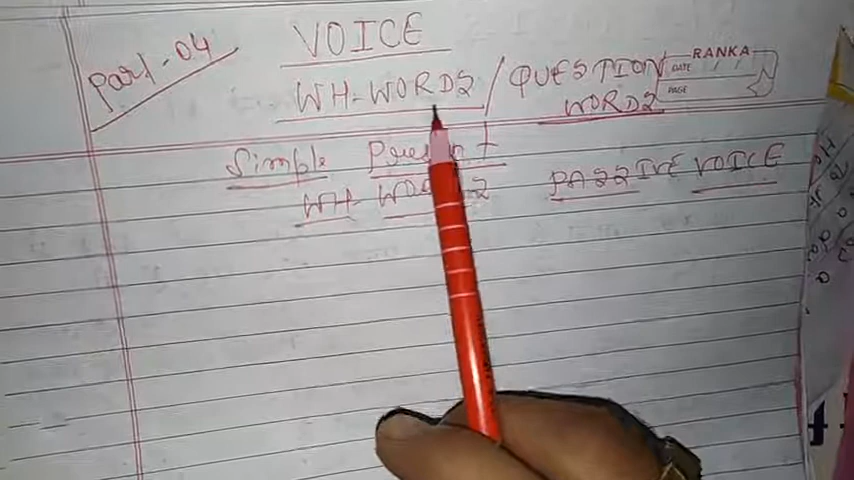 Part-04
VOICE
WH-WORDS / QUESTION WORDS
RANKA
DATE
PAGE
Simple Present
WH- WORDS
PASSIVE VOICE